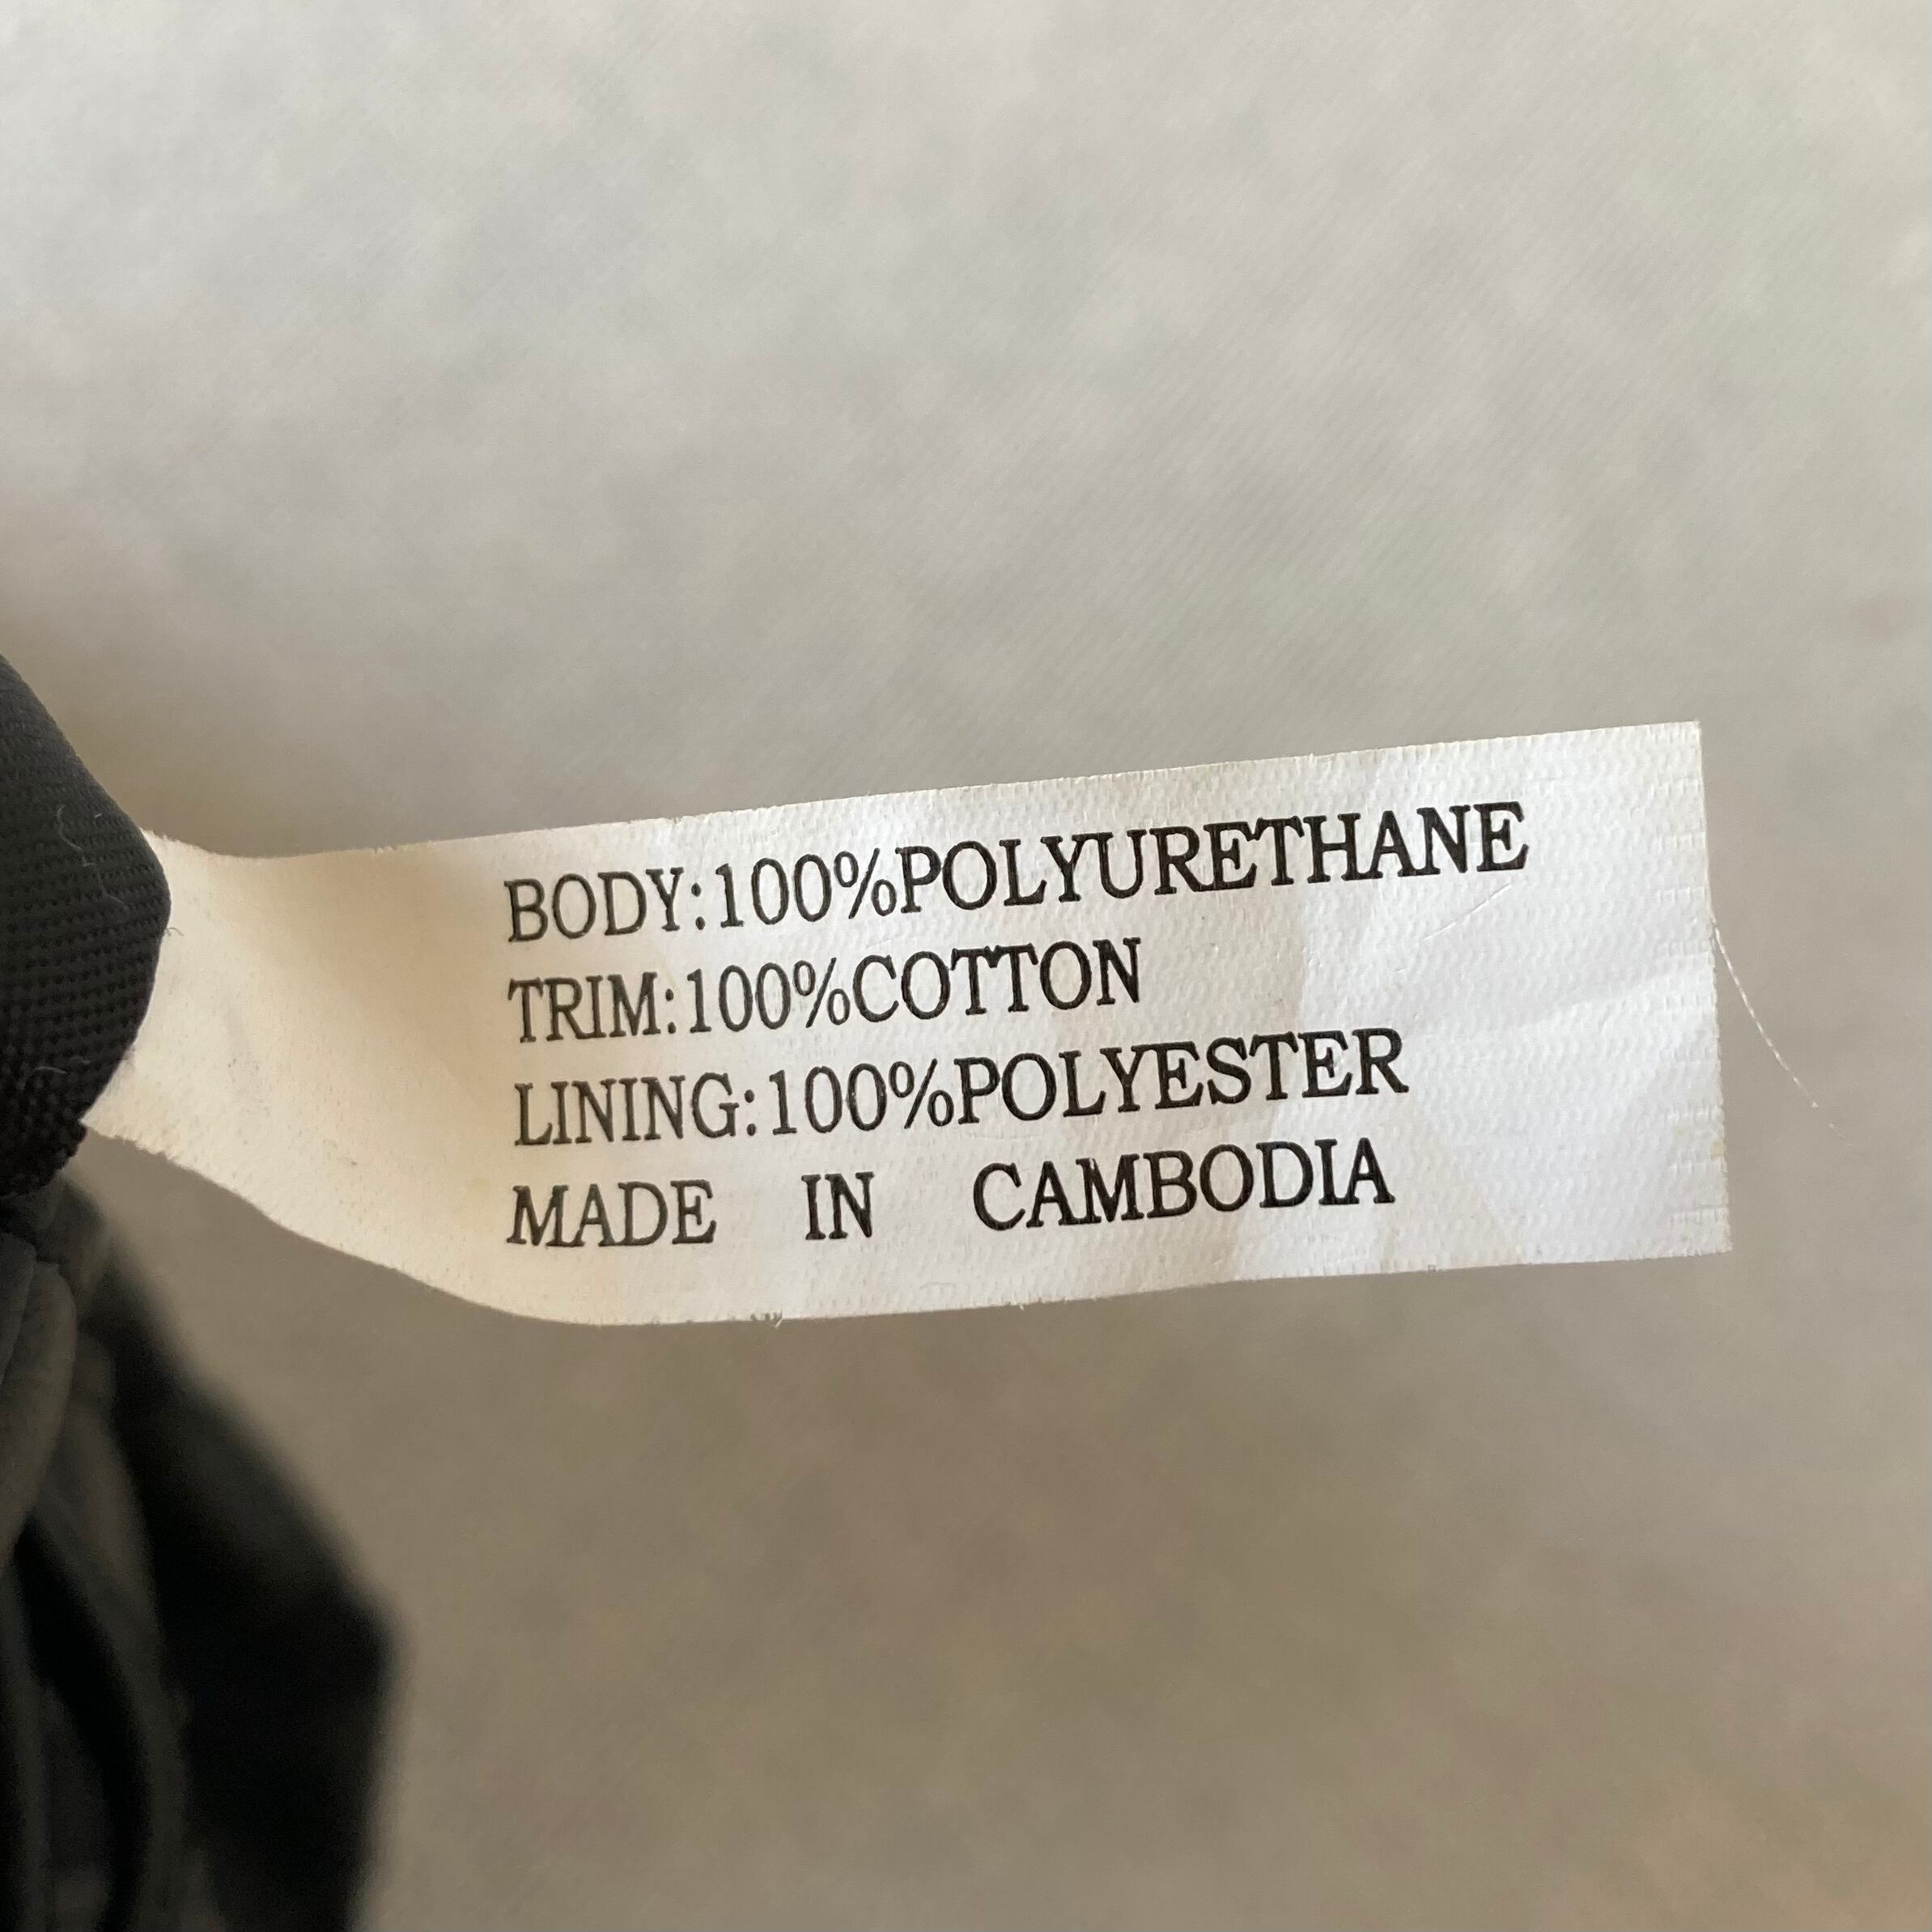 BODY:100%POLYURETHANE
TRIM:100%COTTON
LINING:100%POLYESTER
MADE IN CAMBODIA